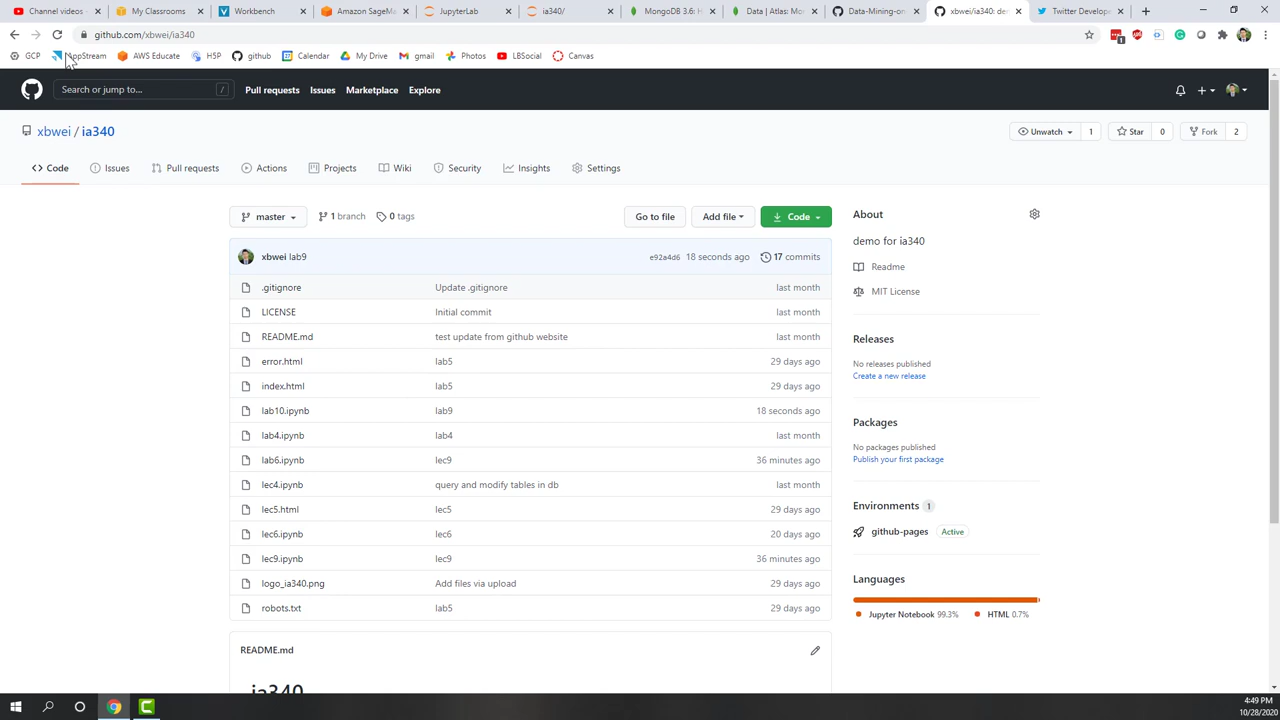 Channel videos
My Classrooms
Workbench
Amazon SageMa
JupyterLab
ia340/
MongoDB 3.6: H
Data | Atlas: Mo
Data-Mining-on
xbwei/ia340: de
Twitter Develope
github.com/xbwei/ia340
1
GCP
AppStream
AWS Educate
H5P
github
Calendar
My Drive
gmail
Photos
LBSocial
Canvas
Search or jump to...
/
Pull requests
Issues
Marketplace
Explore
xbwei / ia340
Unwatch
1
Star
0
Fork
2
Code
Issues
Pull requests
Actions
Projects
Wiki
Security
Insights
Settings
master
1 branch
0 tags
Go to file
Add file
Code
xbwei lab9
e92a4d6 18 seconds ago
17 commits
.gitignore Update .gitignore last month
LICENSE Initial commit last month
README.md test update from github website last month
error.html lab5 29 days ago
index.html lab5 29 days ago
lab10.ipynb lab9 18 seconds ago
lab4.ipynb lab4 last month
lab6.ipynb lec9 36 minutes ago
lec4.ipynb query and modify tables in db last month
lec5.html lec5 29 days ago
lec6.ipynb lec6 20 days ago
lec9.ipynb lec9 36 minutes ago
logo_ia340.png Add files via upload 29 days ago
robots.txt lab5 29 days ago
README.md
ia340
About
demo for ia340
Readme
MIT License
Releases
No releases published
Create a new release
Packages
No packages published
Publish your first package
Environments 1
github-pages Active
Languages
Jupyter Notebook 99.3%
HTML 0.7%
4:49 PM
10/28/2020